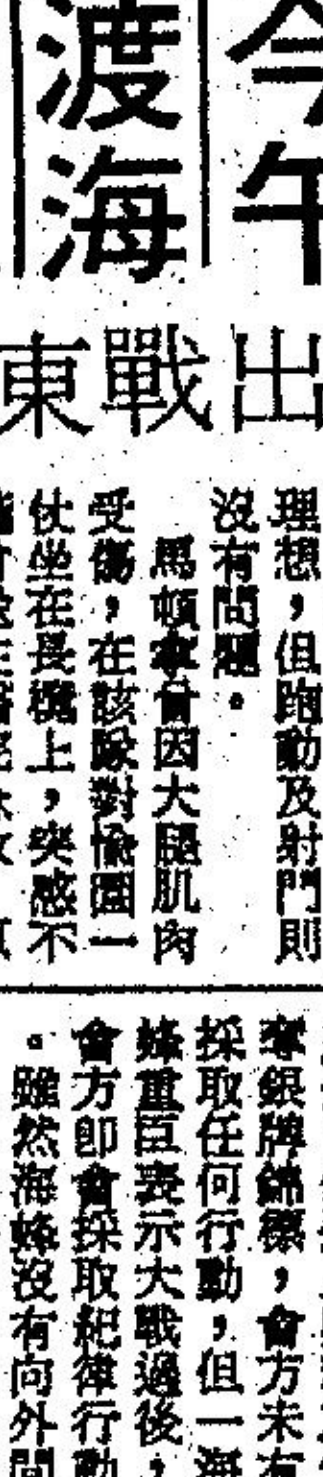 今午
渡海
出戰東
理想，但跑動及射門則
沒有問題。
馬頓拿曾因大腿肌肉
受傷，在該隊對愉園一
仗坐在長櫈上，突感不
奪銀牌錦標，會方未有
採取任何行動，但一海
蜂重臣表示大戰過後，
會方即會採取紀律行動
。雖然海蜂沒有向外間